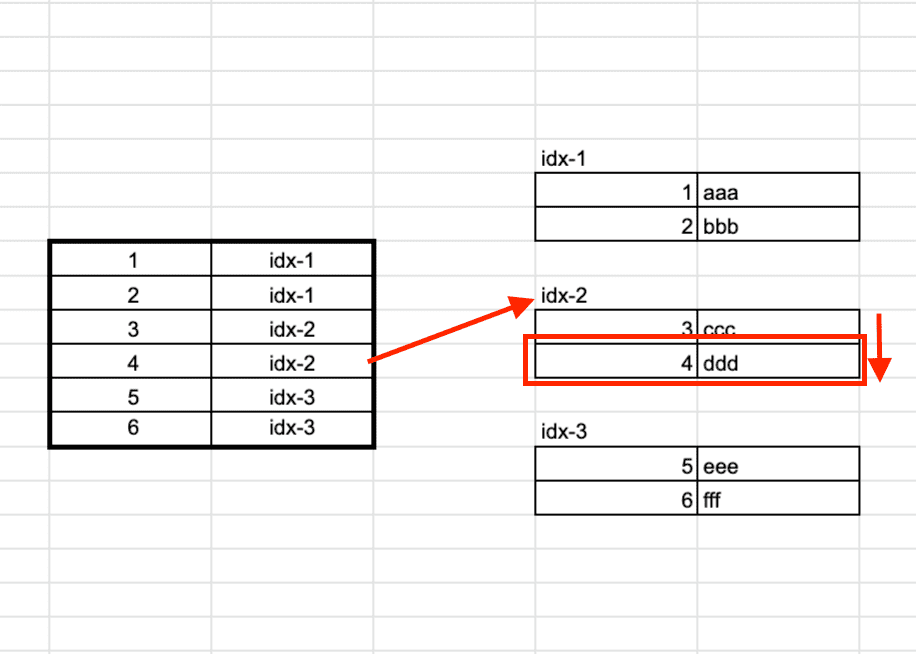 1 idx-1
2 idx-1
3 idx-2
4 idx-2
5 idx-3
6 idx-3
idx-1
1 aaa
2 bbb
idx-2
3 ccc
4 ddd
idx-3
5 eee
6 fff